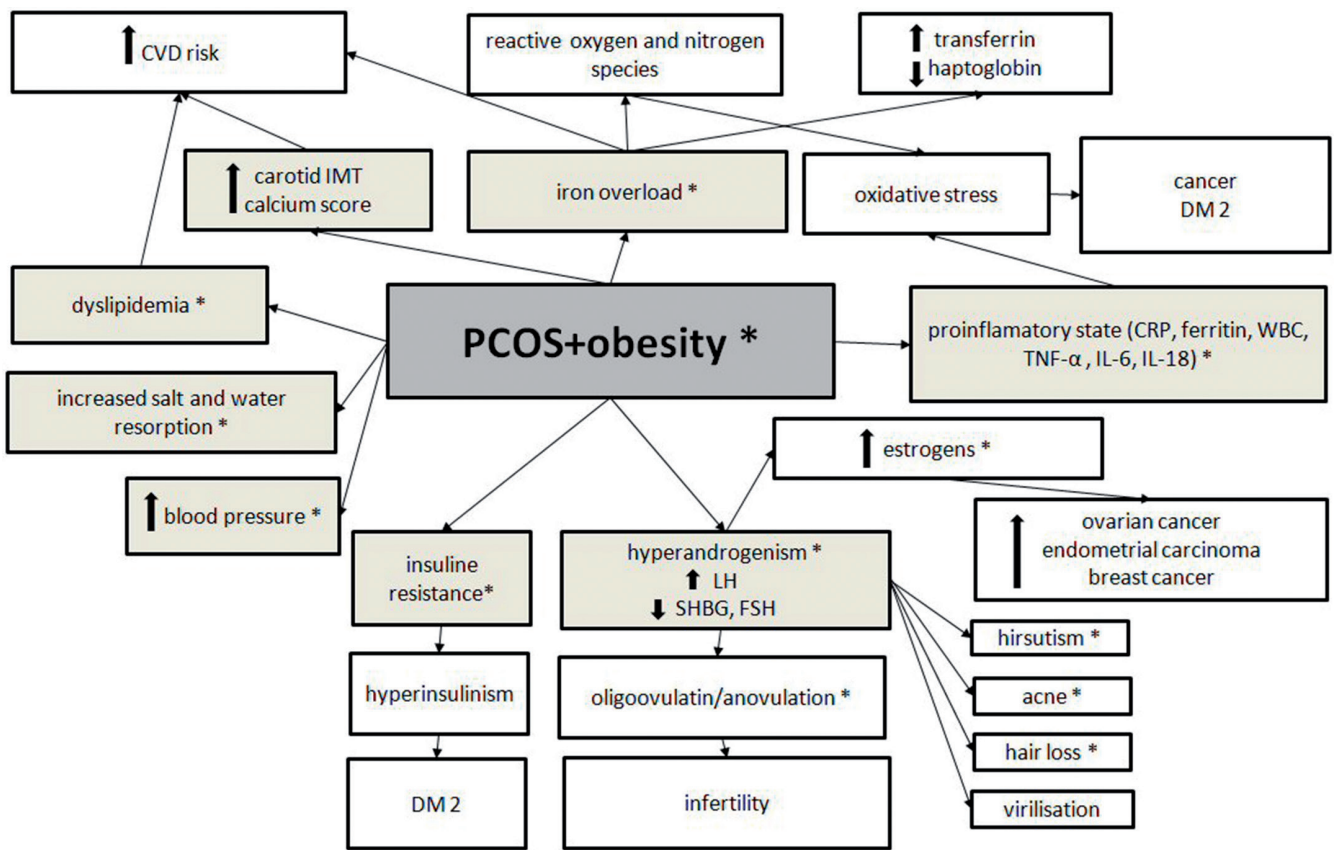 CVD risk
reactive oxygen and nitrogen
species
transferrin
haptoglobin
carotid IMT
calcium score
iron overload *
oxidative stress
cancer
DM 2
dyslipidemia *
PCOS+obesity *
proinflamatory state (CRP, ferritin, WBC,
TNF-α , IL-6, IL-18) *
increased salt and water
resorption *
estrogens *
blood pressure *
ovarian cancer
endometrial carcinoma
breast cancer
insuline
resistance*
hyperandrogenism *
LH
SHBG, FSH
hirsutism *
hyperinsulinism
oligoovulatin/anovulation *
acne *
hair loss *
DM 2
infertility
virilisation